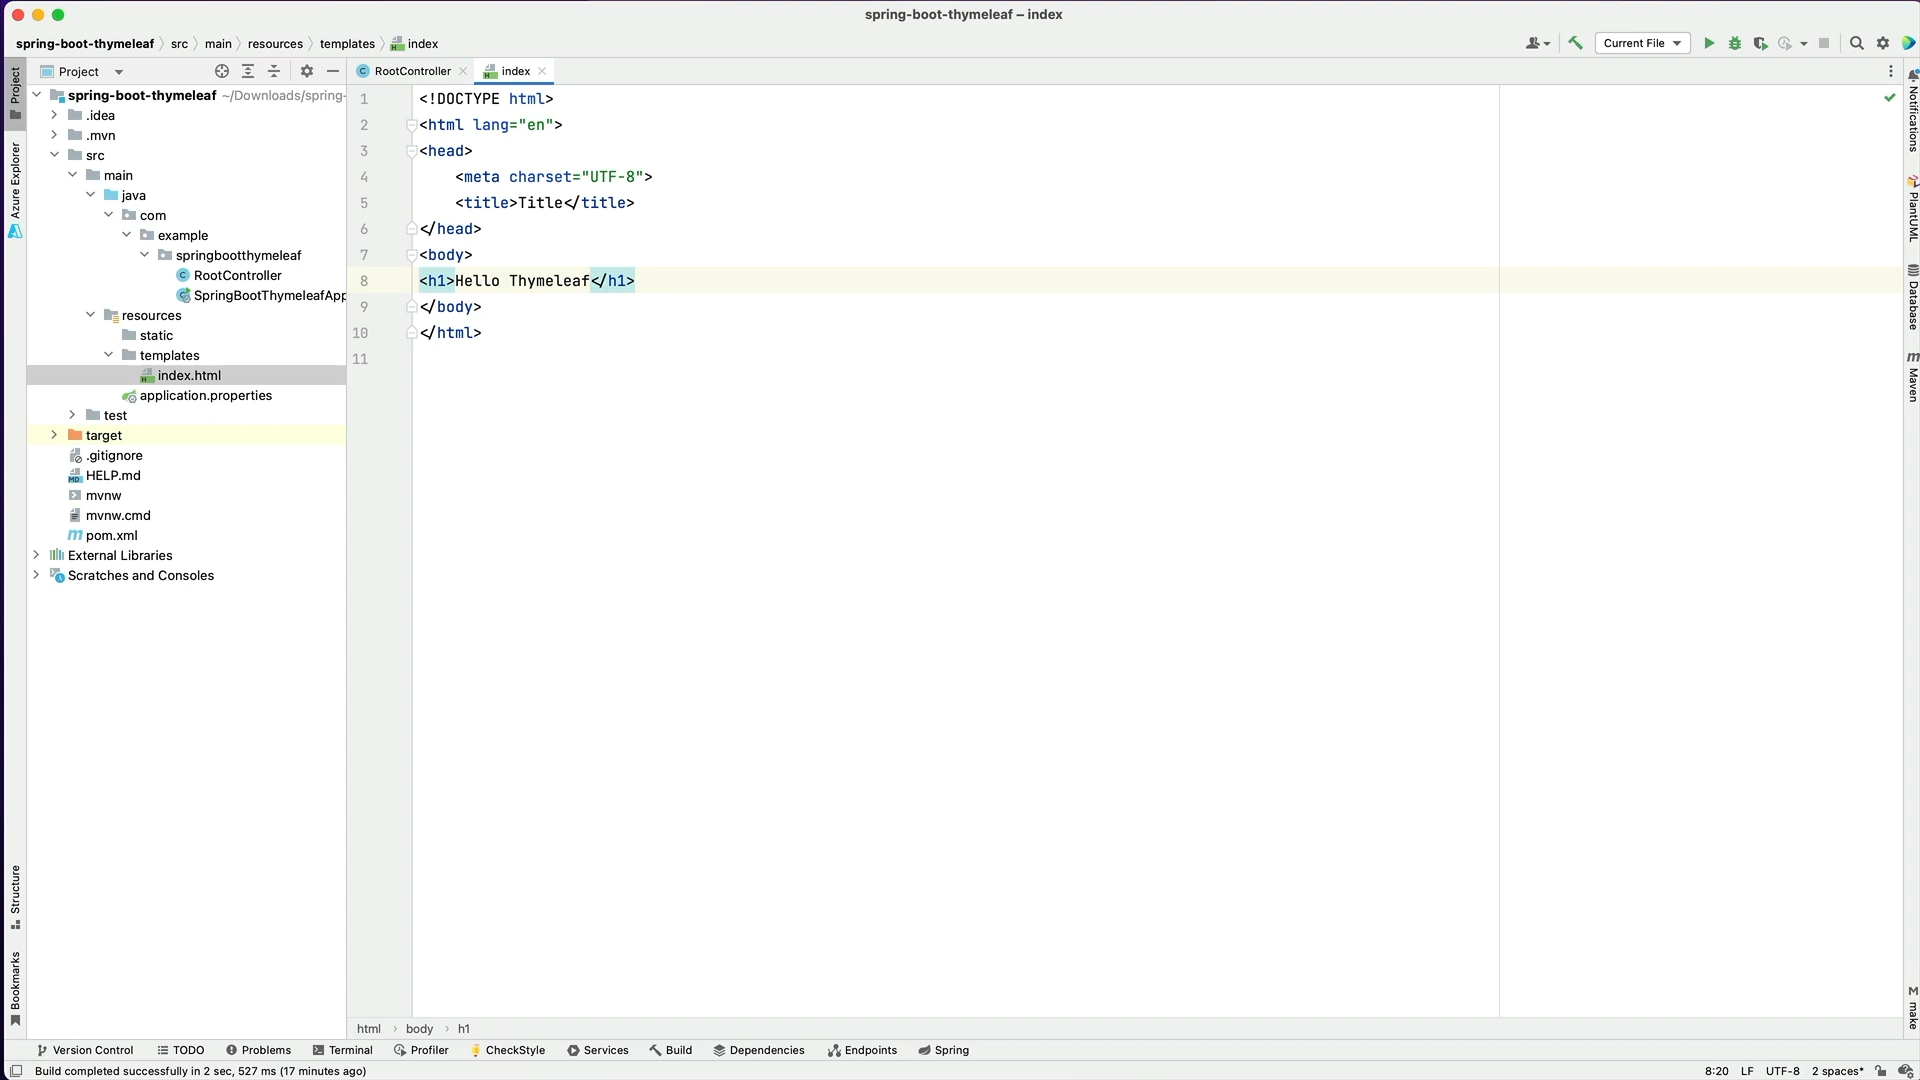 spring-boot-thymeleaf – index
spring-boot-thymeleaf src main resources templates index
Current File
Project
RootController
index
Project
Azure Explorer
Structure
Bookmarks
spring-boot-thymeleaf ~/Downloads/spring-
.idea
.mvn
src
main
java
com
example
springbootthymeleaf
RootController
SpringBootThymeleafApp
resources
static
templates
index.html
application.properties
test
target
.gitignore
HELP.md
mvnw
mvnw.cmd
pom.xml
External Libraries
Scratches and Consoles
1 <!DOCTYPE html>
2 <html lang="en">
3 <head>
4 <meta charset="UTF-8">
5 <title>Title</title>
6 </head>
7 <body>
8 <h1>Hello Thymeleaf</h1>
9 </body>
10 </html>
11
Notifications
PlantUML
Database
Maven
make
html › body › h1
Version Control TODO Problems Terminal Profiler CheckStyle Services Build Dependencies Endpoints Spring
Build completed successfully in 2 sec, 527 ms (17 minutes ago)
8:20 LF UTF-8 2 spaces*